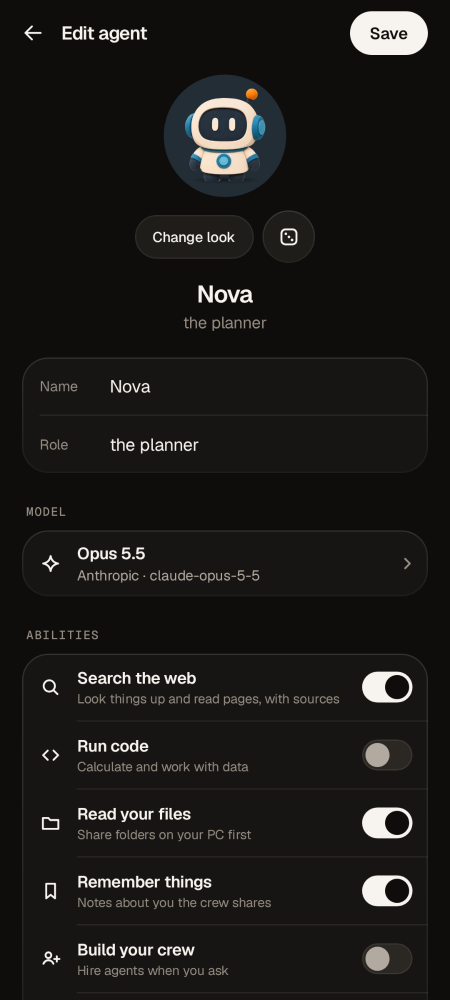 Edit agent
Save
Change look
Nova
the planner
Name
Nova
Role
the planner
MODEL
Opus 5.5
Anthropic · claude-opus-5-5
ABILITIES
Search the web
Look things up and read pages, with sources
Run code
Calculate and work with data
Read your files
Share folders on your PC first
Remember things
Notes about you the crew shares
Build your crew
Hire agents when you ask